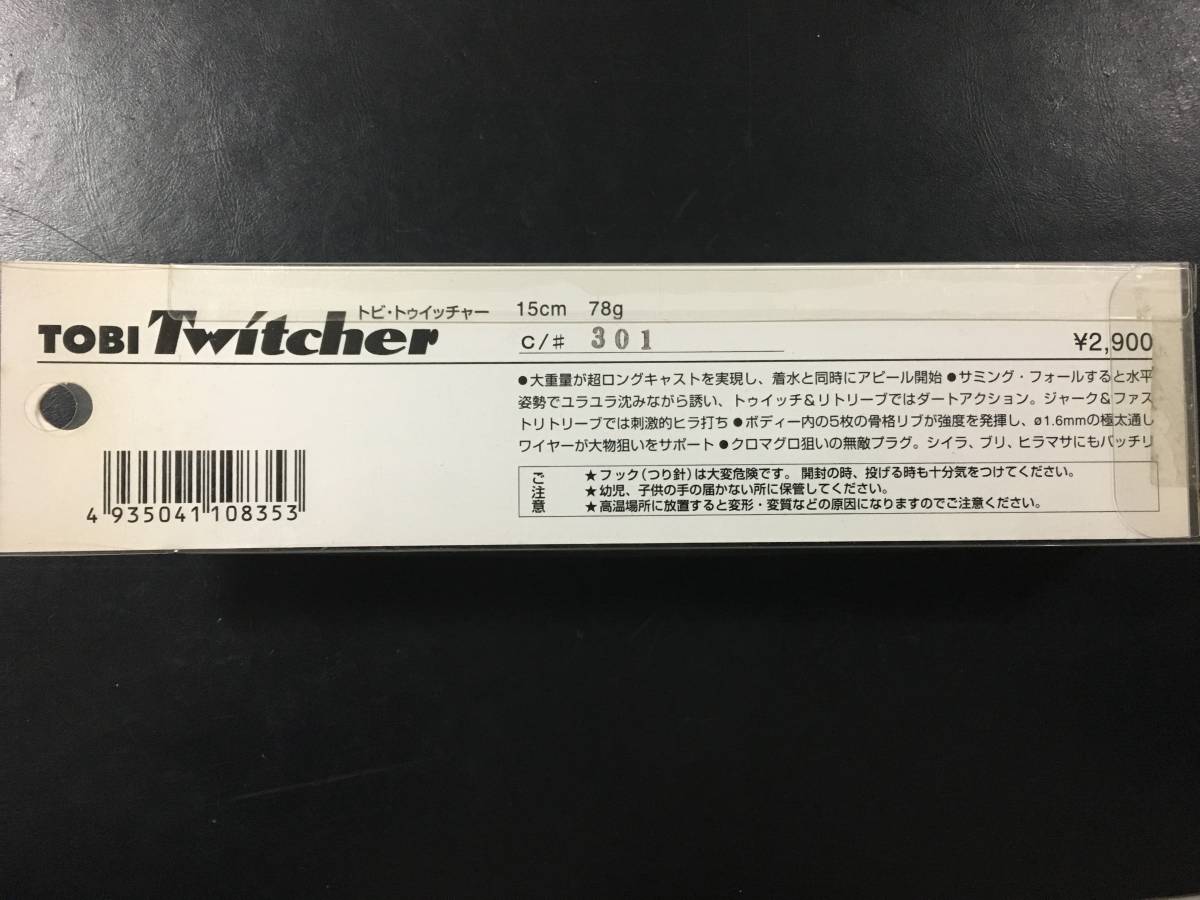 TOBI Twitcher
トビ・トゥイッチャー
15cm 78g
C/# 301
¥2,900
●大重量が超ロングキャストを実現し、着水と同時にアピール開始●サミング・フォールすると水平
姿勢でユラユラ沈みながら誘い、トゥイッチ&リトリーブではダートアクション。ジャーク&ファス
トリトリーブでは刺激的ヒラ打ち●ボディー内の5枚の骨格リブが強度を発揮し、ø1.6mmの極太通し
ワイヤーが大物狙いをサポート●クロマグロ狙いの無敵プラグ。シイラ、ブリ、ヒラマサにもバッチリ
ご注意
★フック(つり針)は大変危険です。開封の時、投げる時も十分気をつけてください。
★幼児、子供の手の届かない所に保管してください。
★高温場所に放置すると変形・変質などの原因になりますのでご注意ください。
4 935041 108353